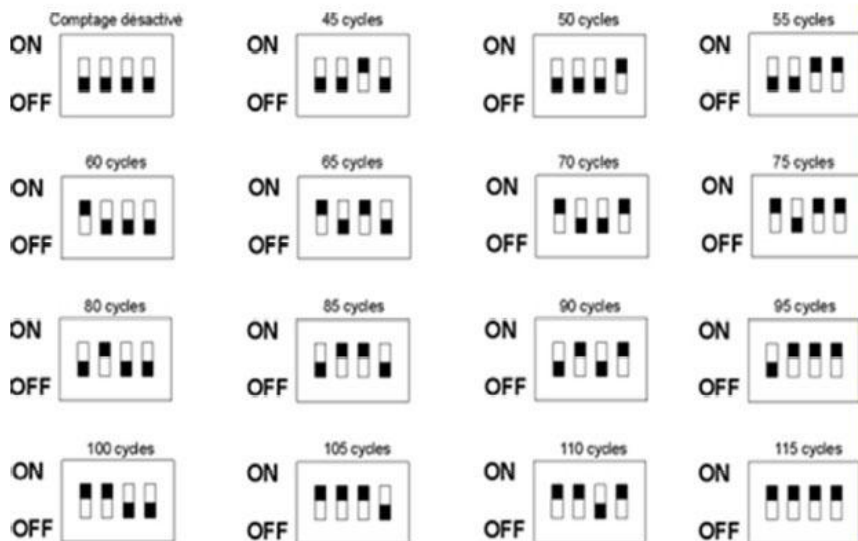 Comptage désactivé 45 cycles 50 cycles 55 cycles
ON ON ON ON
OFF OFF OFF OFF
60 cycles 65 cycles 70 cycles 75 cycles
ON ON ON ON
OFF OFF OFF OFF
80 cycles 85 cycles 90 cycles 95 cycles
ON ON ON ON
OFF OFF OFF OFF
100 cycles 105 cycles 110 cycles 115 cycles
ON ON ON ON
OFF OFF OFF OFF